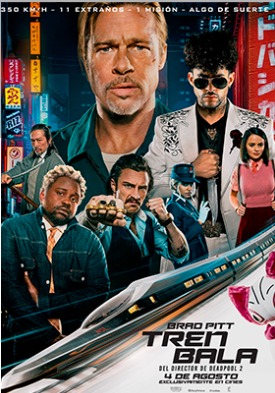 350 KM/H - 11 EXTRAÑOS - 1 MISIÓN - ALGO DE SUERTE
BRAD PITT
TREN
BALA
DEL DIRECTOR DE DEADPOOL 2
4 DE AGOSTO
EXCLUSIVAMENTE EN CINES